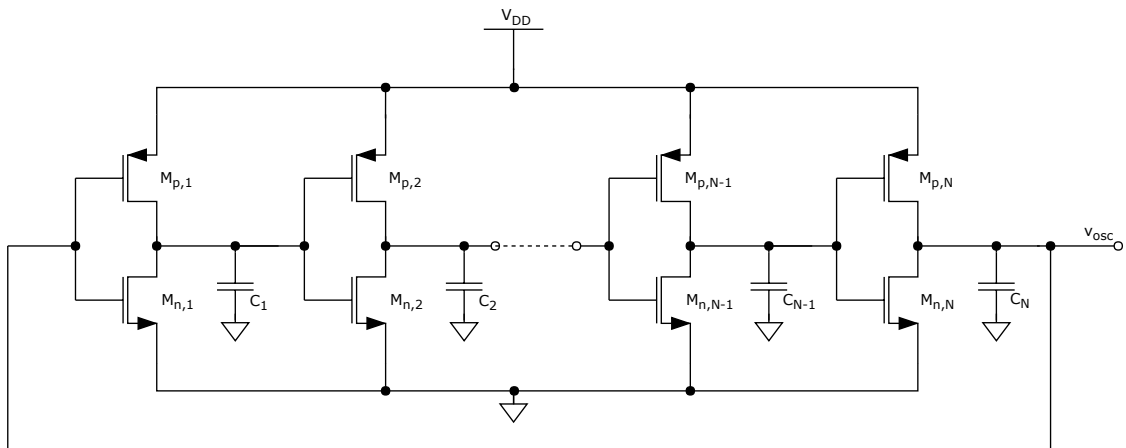 V_DD
M_p,1
M_p,2
M_p,N-1
M_p,N
v_osc
M_n,1
C_1
M_n,2
C_2
M_n,N-1
C_N-1
M_n,N
C_N